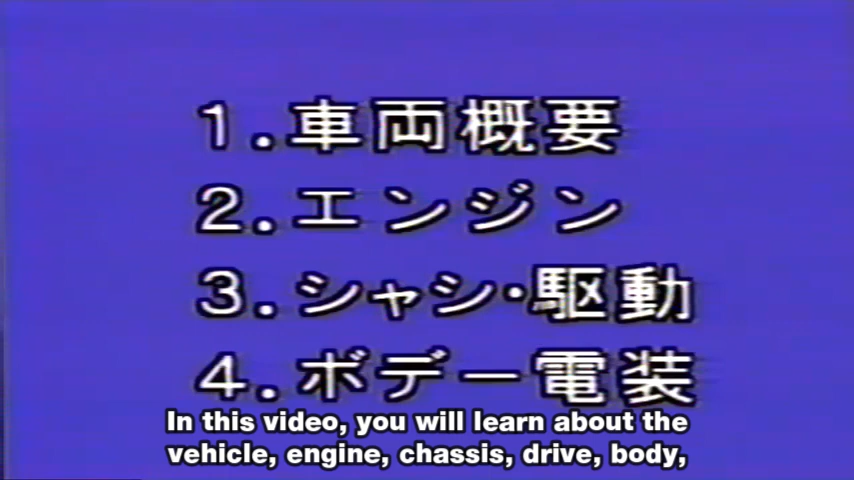 1.車両概要
2.エンジン
3.シャシ・駆動
4.ボデー電装
In this video, you will learn about the
vehicle, engine, chassis, drive, body,